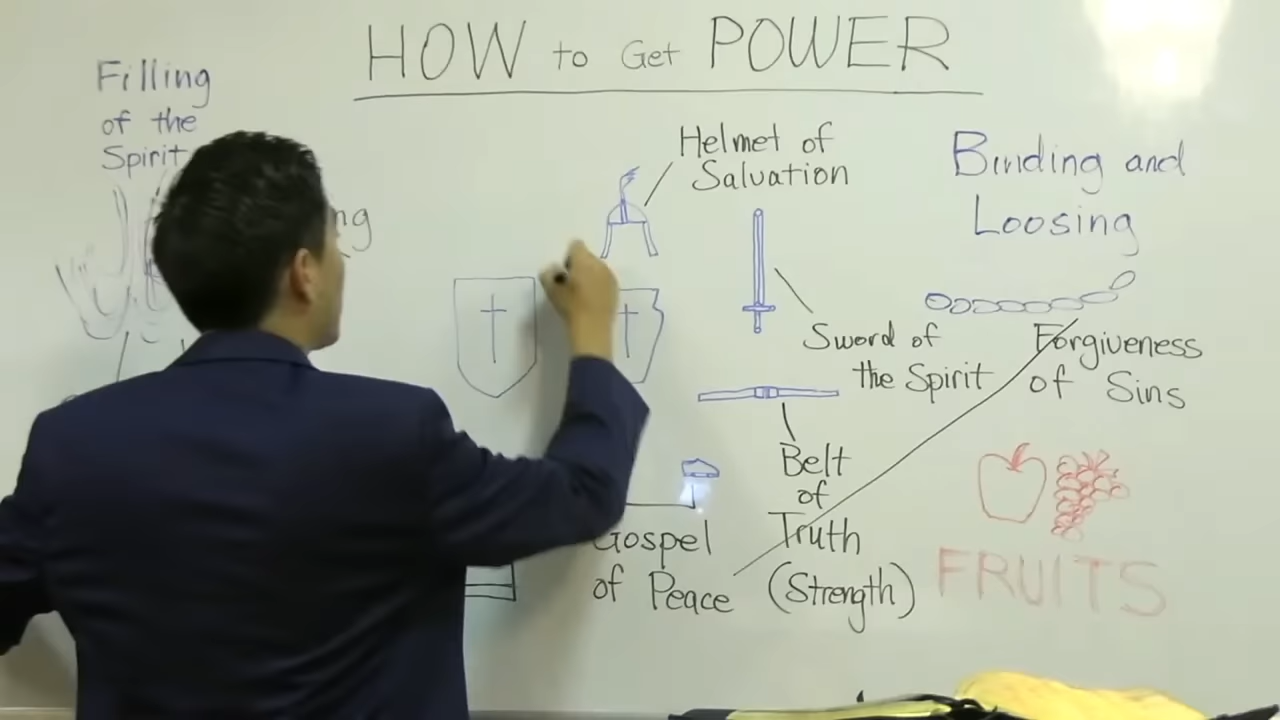 HOW to Get POWER
Filling
of the
Spirit
ng
Helmet of
Salvation
Binding and
Loosing
Sword of
the Spirit
Forgiveness
of Sins
Belt
of
Truth
(Strength)
Gospel
of Peace
FRUITS